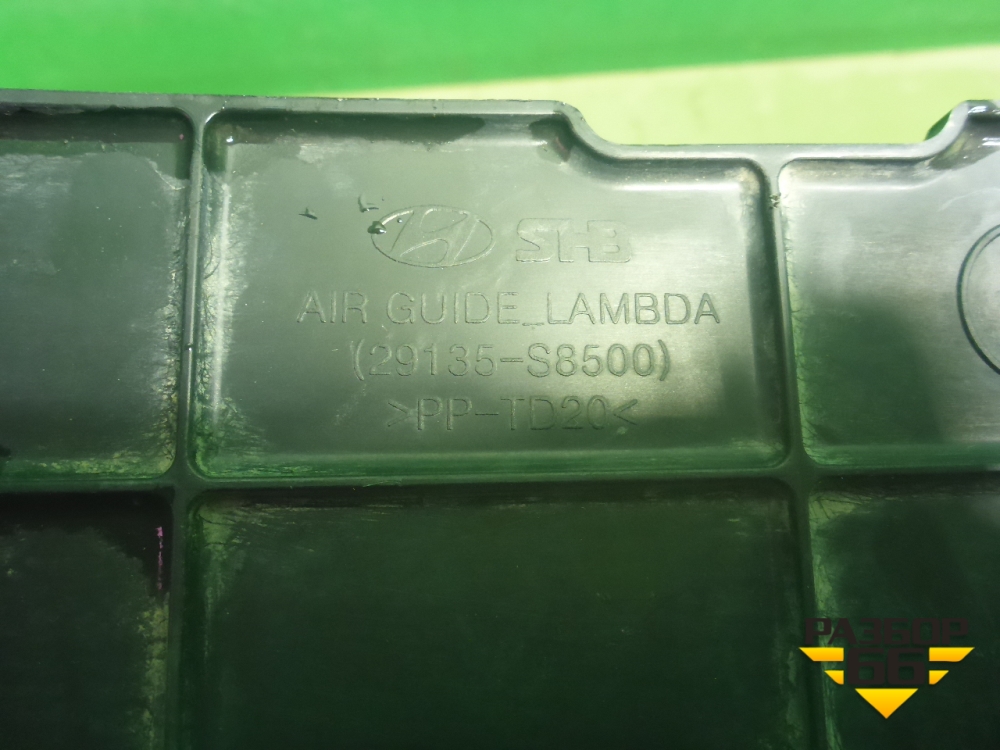 SHB
AIR GUIDE_LAMBDA
(29135-S8500)
>PP-TD20<
РАЗБОР
66